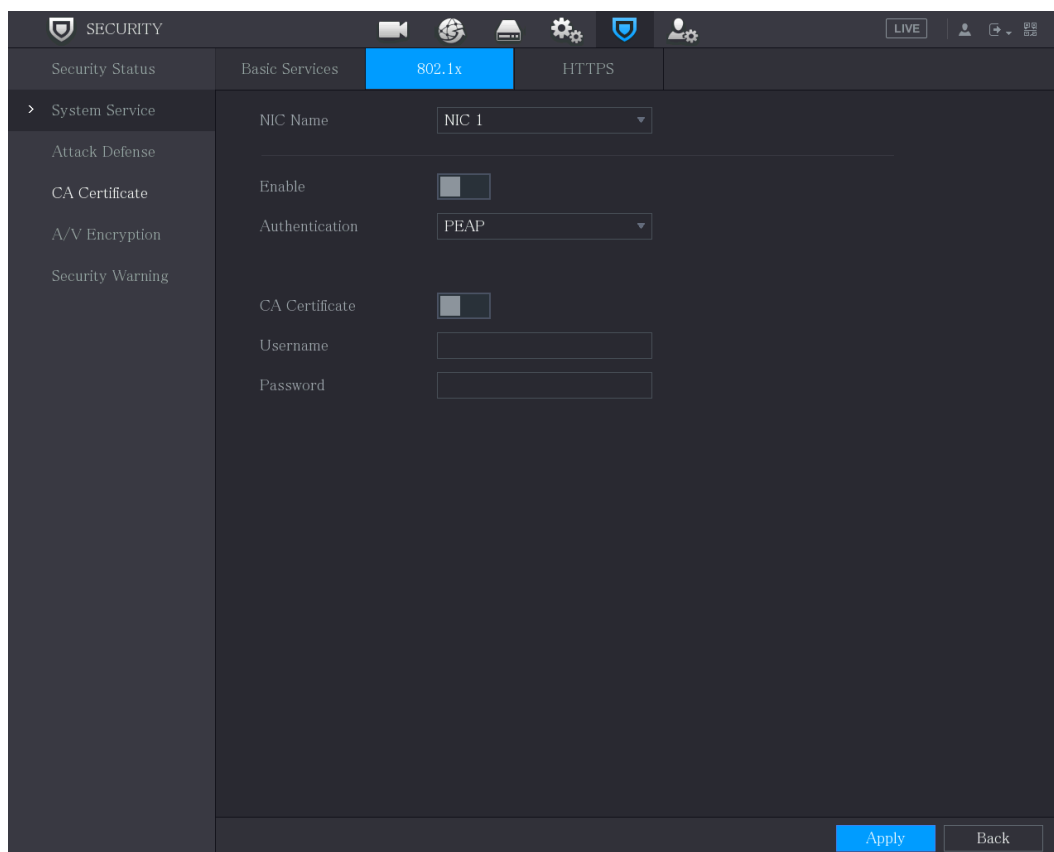 SECURITY
LIVE
Security Status
Basic Services
802.1x
HTTPS
System Service
NIC Name
NIC 1
Attack Defense
CA Certificate
Enable
A/V Encryption
Authentication
PEAP
Security Warning
CA Certificate
Username
Password
Apply
Back